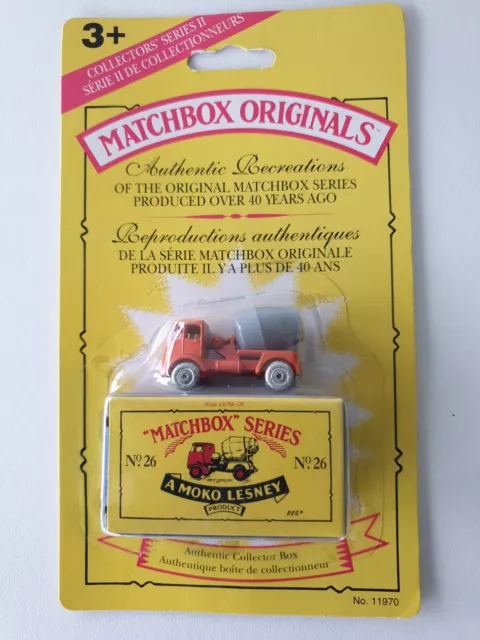 3+
COLLECTORS' SERIES II
SÉRIE II DE COLLECTIONNEURS
MATCHBOX ORIGINALS™
Authentic Recreations
OF THE ORIGINAL MATCHBOX SERIES
PRODUCED OVER 40 YEARS AGO
Reproductions authentiques
DE LA SÉRIE MATCHBOX ORIGINALE
PRODUITE IL Y A PLUS DE 40 ANS
"MATCHBOX" SERIES
No. 26
No. 26
A MOKO LESNEY
PRODUCT
REG
Authentic Collector Box
Authentique boîte de collectionneur
No. 11970